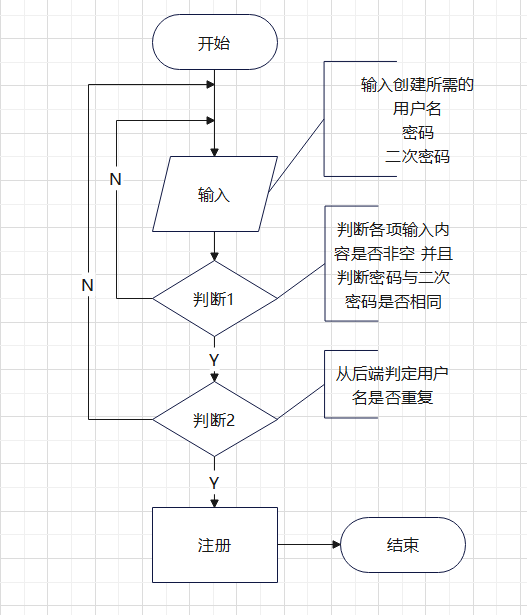 开始
输入创建所需的
用户名
密码
二次密码
N
输入
判断各项输入内
容是否非空 并且
判断密码与二次
密码是否相同
N
判断1
Y
从后端判定用户
名是否重复
判断2
Y
注册
结束